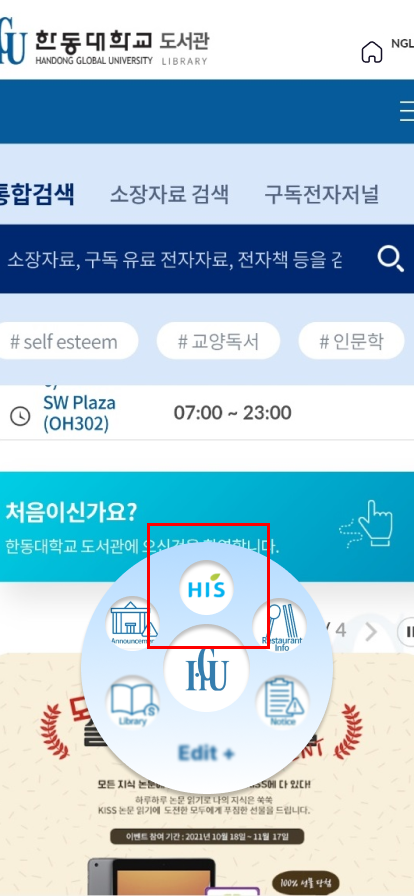 한동대학교 도서관
HANDONG GLOBAL UNIVERSITY LIBRARY
통합검색 소장자료 검색 구독전자저널
소장자료, 구독 유료 전자자료, 전자책 등을 검
# self esteem # 교양독서 # 인문학
SW Plaza
(OH302)
07:00 ~ 23:00
처음이신가요?
한동대학교 도서관에 오신것을 환영합니다.
HIS
Announcement
Restaurant
Info
/ 4
HGU
Library
Notice
Edit +
모든 지식 논문에
KISS에 다 있다!
하루하루 논문 읽기로 나의 지식은 쑥쑥
KISS 논문 읽기에 도전한 모두에게 푸짐한 선물을 드립니다.
이벤트 참여 기간 : 2021년 10월 18일 ~ 11월 17일
100% 선물 당첨